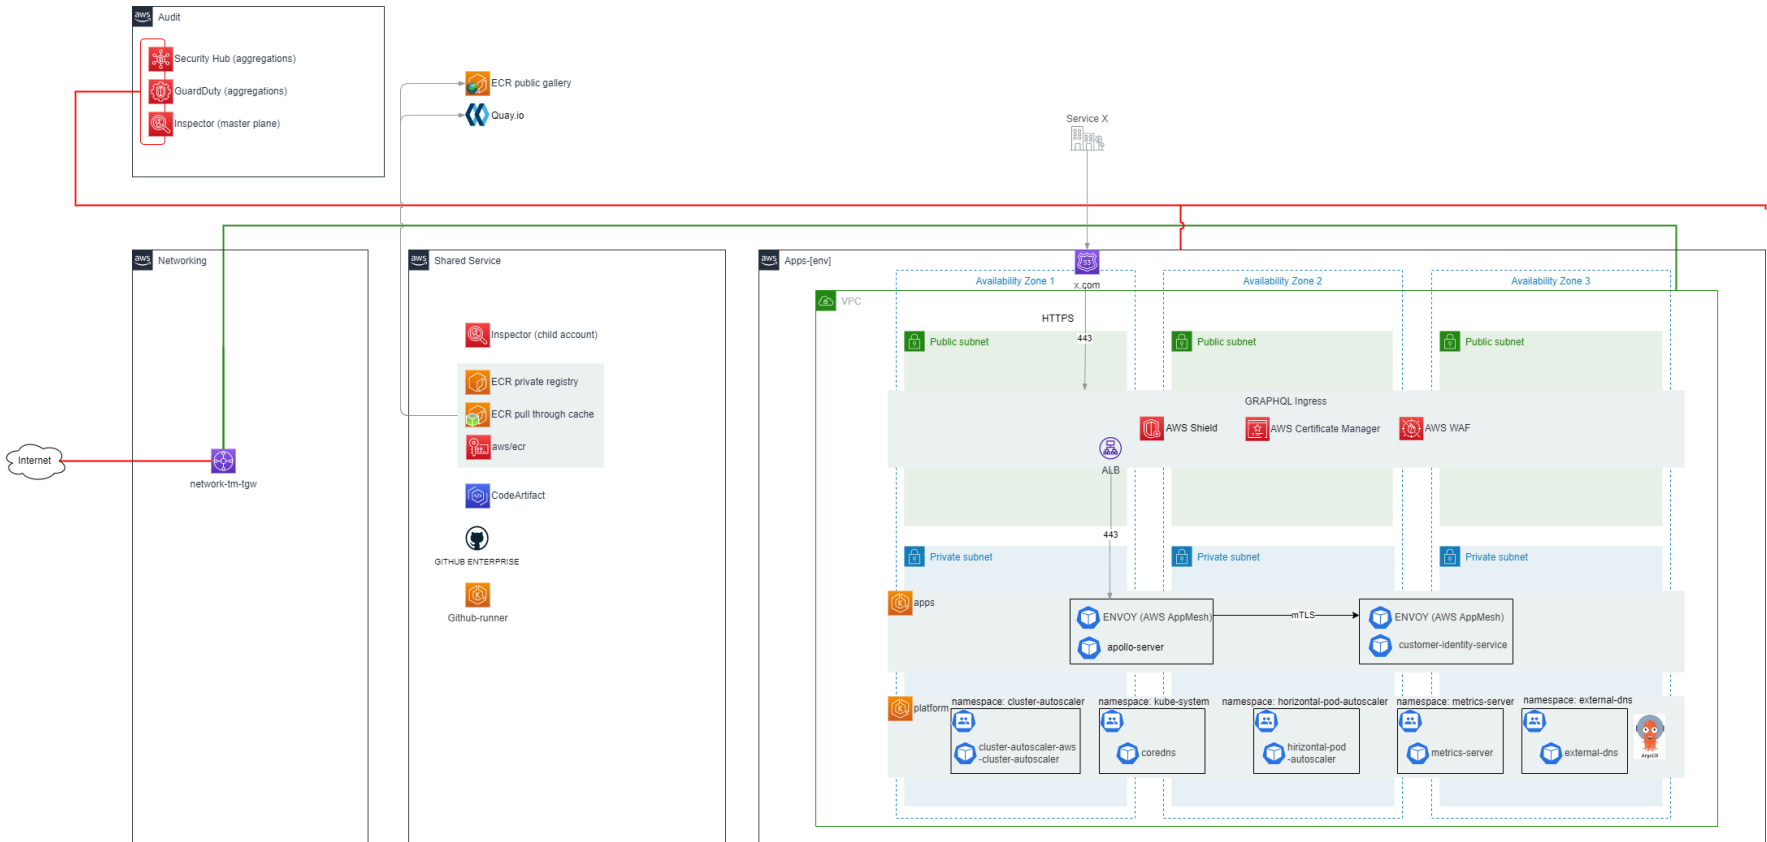 aws
Audit
Security Hub (aggregations)
GuardDuty (aggregations)
Inspector (master plane)
ECR public gallery
Quay.io
Service X
aws
Networking
Internet
network-tm-tgw
aws
Shared Service
Inspector (child account)
ECR private registry
ECR pull through cache
aws/ecr
CodeArtifact
GITHUB ENTERPRISE
Github-runner
aws
Apps-[env]
53
x.com
Availability Zone 1
Availability Zone 2
Availability Zone 3
VPC
HTTPS
443
Public subnet
Public subnet
Public subnet
GRAPHQL Ingress
AWS Shield
AWS Certificate Manager
AWS WAF
ALB
443
Private subnet
Private subnet
Private subnet
apps
ENVOY (AWS AppMesh)
apollo-server
mTLS
ENVOY (AWS AppMesh)
customer-identity-service
platform
namespace: cluster-autoscaler
cluster-autoscaler-aws
-cluster-autoscaler
namespace: kube-system
coredns
namespace: horizontal-pod-autoscaler
hirizontal-pod
-autoscaler
namespace: metrics-server
metrics-server
namespace: external-dns
external-dns
ArgoCD